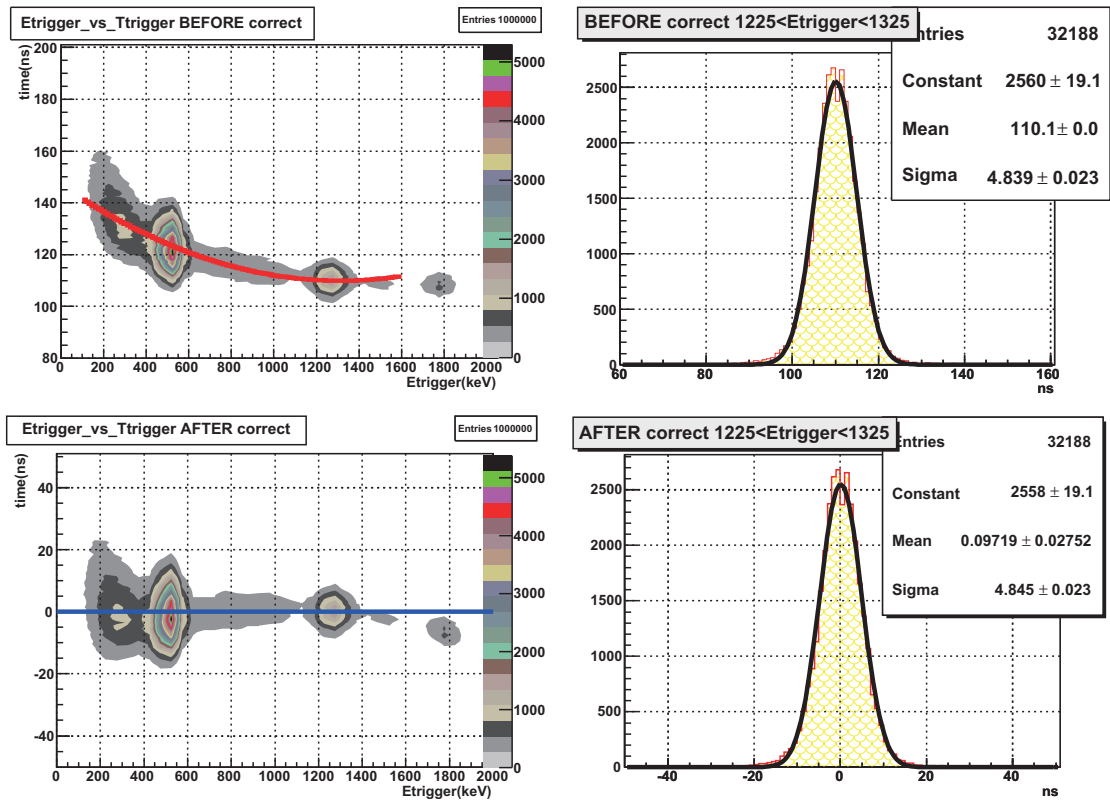 Etrigger_vs_Ttrigger BEFORE correct
Entries 1000000
time(ns)
200
180
160
140
120
100
80
0 200 400 600 800 1000 1200 1400 1600 1800 2000
Etrigger(keV)
5000
4000
3000
2000
1000
0
BEFORE correct 1225<Etrigger<1325
Entries 32188
Constant 2560 ± 19.1
Mean 110.1 ± 0.0
Sigma 4.839 ± 0.023
2500
2000
1500
1000
500
0
60 80 100 120 140 160
ns
Etrigger_vs_Ttrigger AFTER correct
Entries 1000000
time(ns)
40
20
0
-20
-40
0 200 400 600 800 1000 1200 1400 1600 1800 2000
Etrigger(keV)
5000
4000
3000
2000
1000
0
AFTER correct 1225<Etrigger<1325
Entries 32188
Constant 2558 ± 19.1
Mean 0.09719 ± 0.02752
Sigma 4.845 ± 0.023
2500
2000
1500
1000
500
0
-40 -20 0 20 40
ns